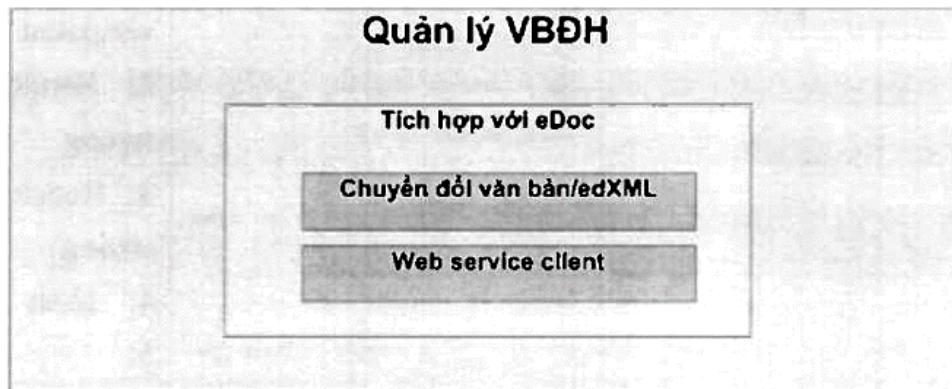 Quản lý VBĐH
Tích hợp với eDoc
Chuyển đổi văn bản/edXML
Web service client